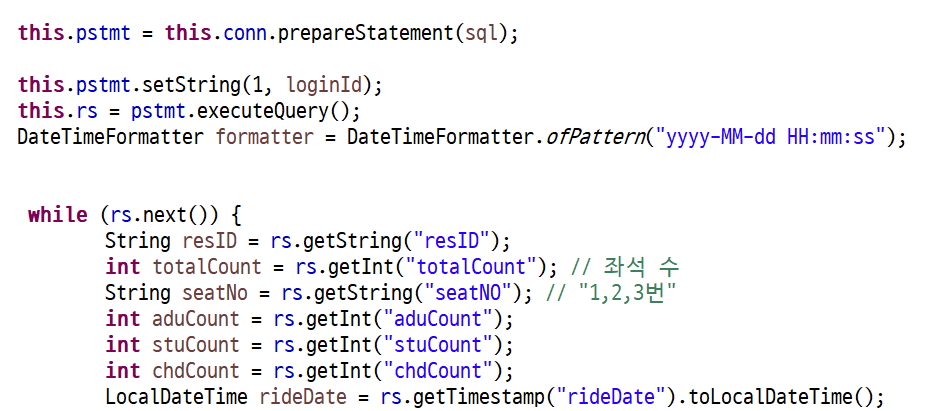 this.pstmt = this.conn.prepareStatement(sql);
this.pstmt.setString(1, loginId);
this.rs = pstmt.executeQuery();
DateTimeFormatter formatter = DateTimeFormatter.ofPattern("yyyy-MM-dd HH:mm:ss");
while (rs.next()) {
String resID = rs.getString("resID");
int totalCount = rs.getInt("totalCount"); // 좌석 수
String seatNo = rs.getString("seatNO"); // "1,2,3번"
int aduCount = rs.getInt("aduCount");
int stuCount = rs.getInt("stuCount");
int chdCount = rs.getInt("chdCount");
LocalDateTime rideDate = rs.getTimestamp("rideDate").toLocalDateTime();